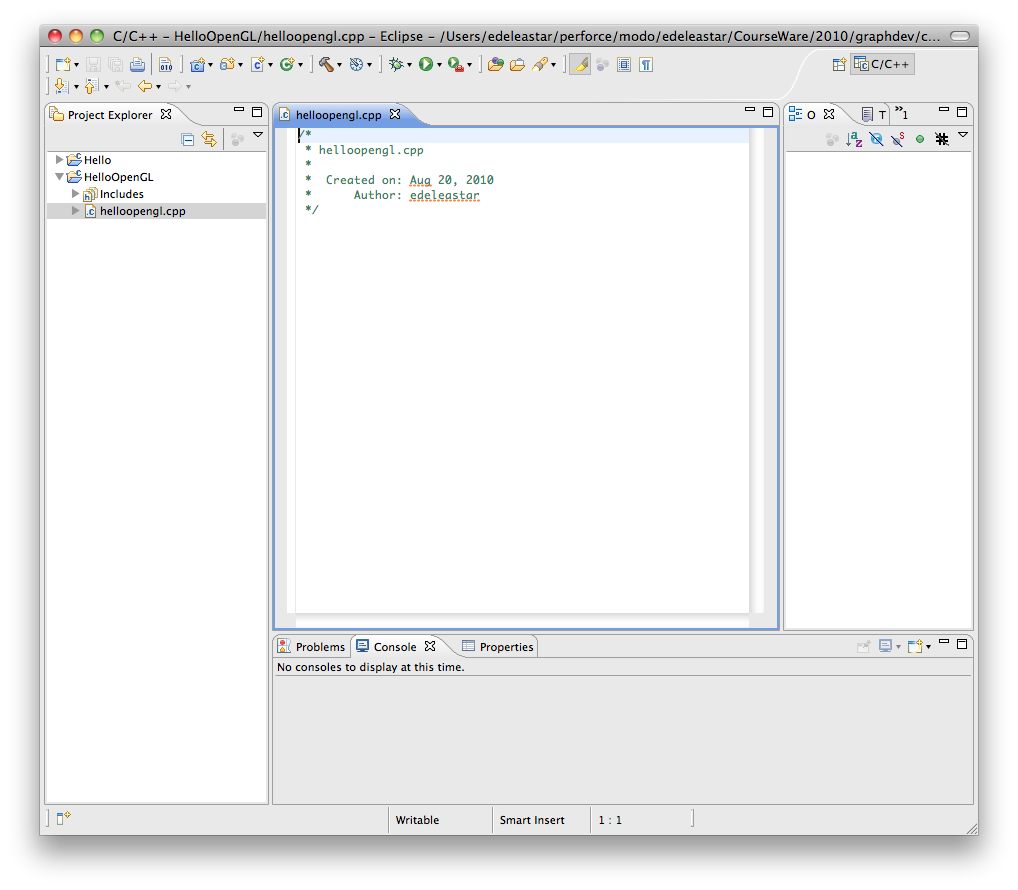 C/C++ – HelloOpenGL/helloopengl.cpp – Eclipse – /Users/edeleastar/perforce/modo/edeleastar/CourseWare/2010/graphdev/c...
C/C++
Project Explorer
Hello
HelloOpenGL
Includes
helloopengl.cpp
helloopengl.cpp
/*
* helloopengl.cpp
*
*  Created on: Aug 20, 2010
*      Author: edeleastar
*/
O T »1
Problems Console Properties
No consoles to display at this time.
Writable Smart Insert 1 : 1